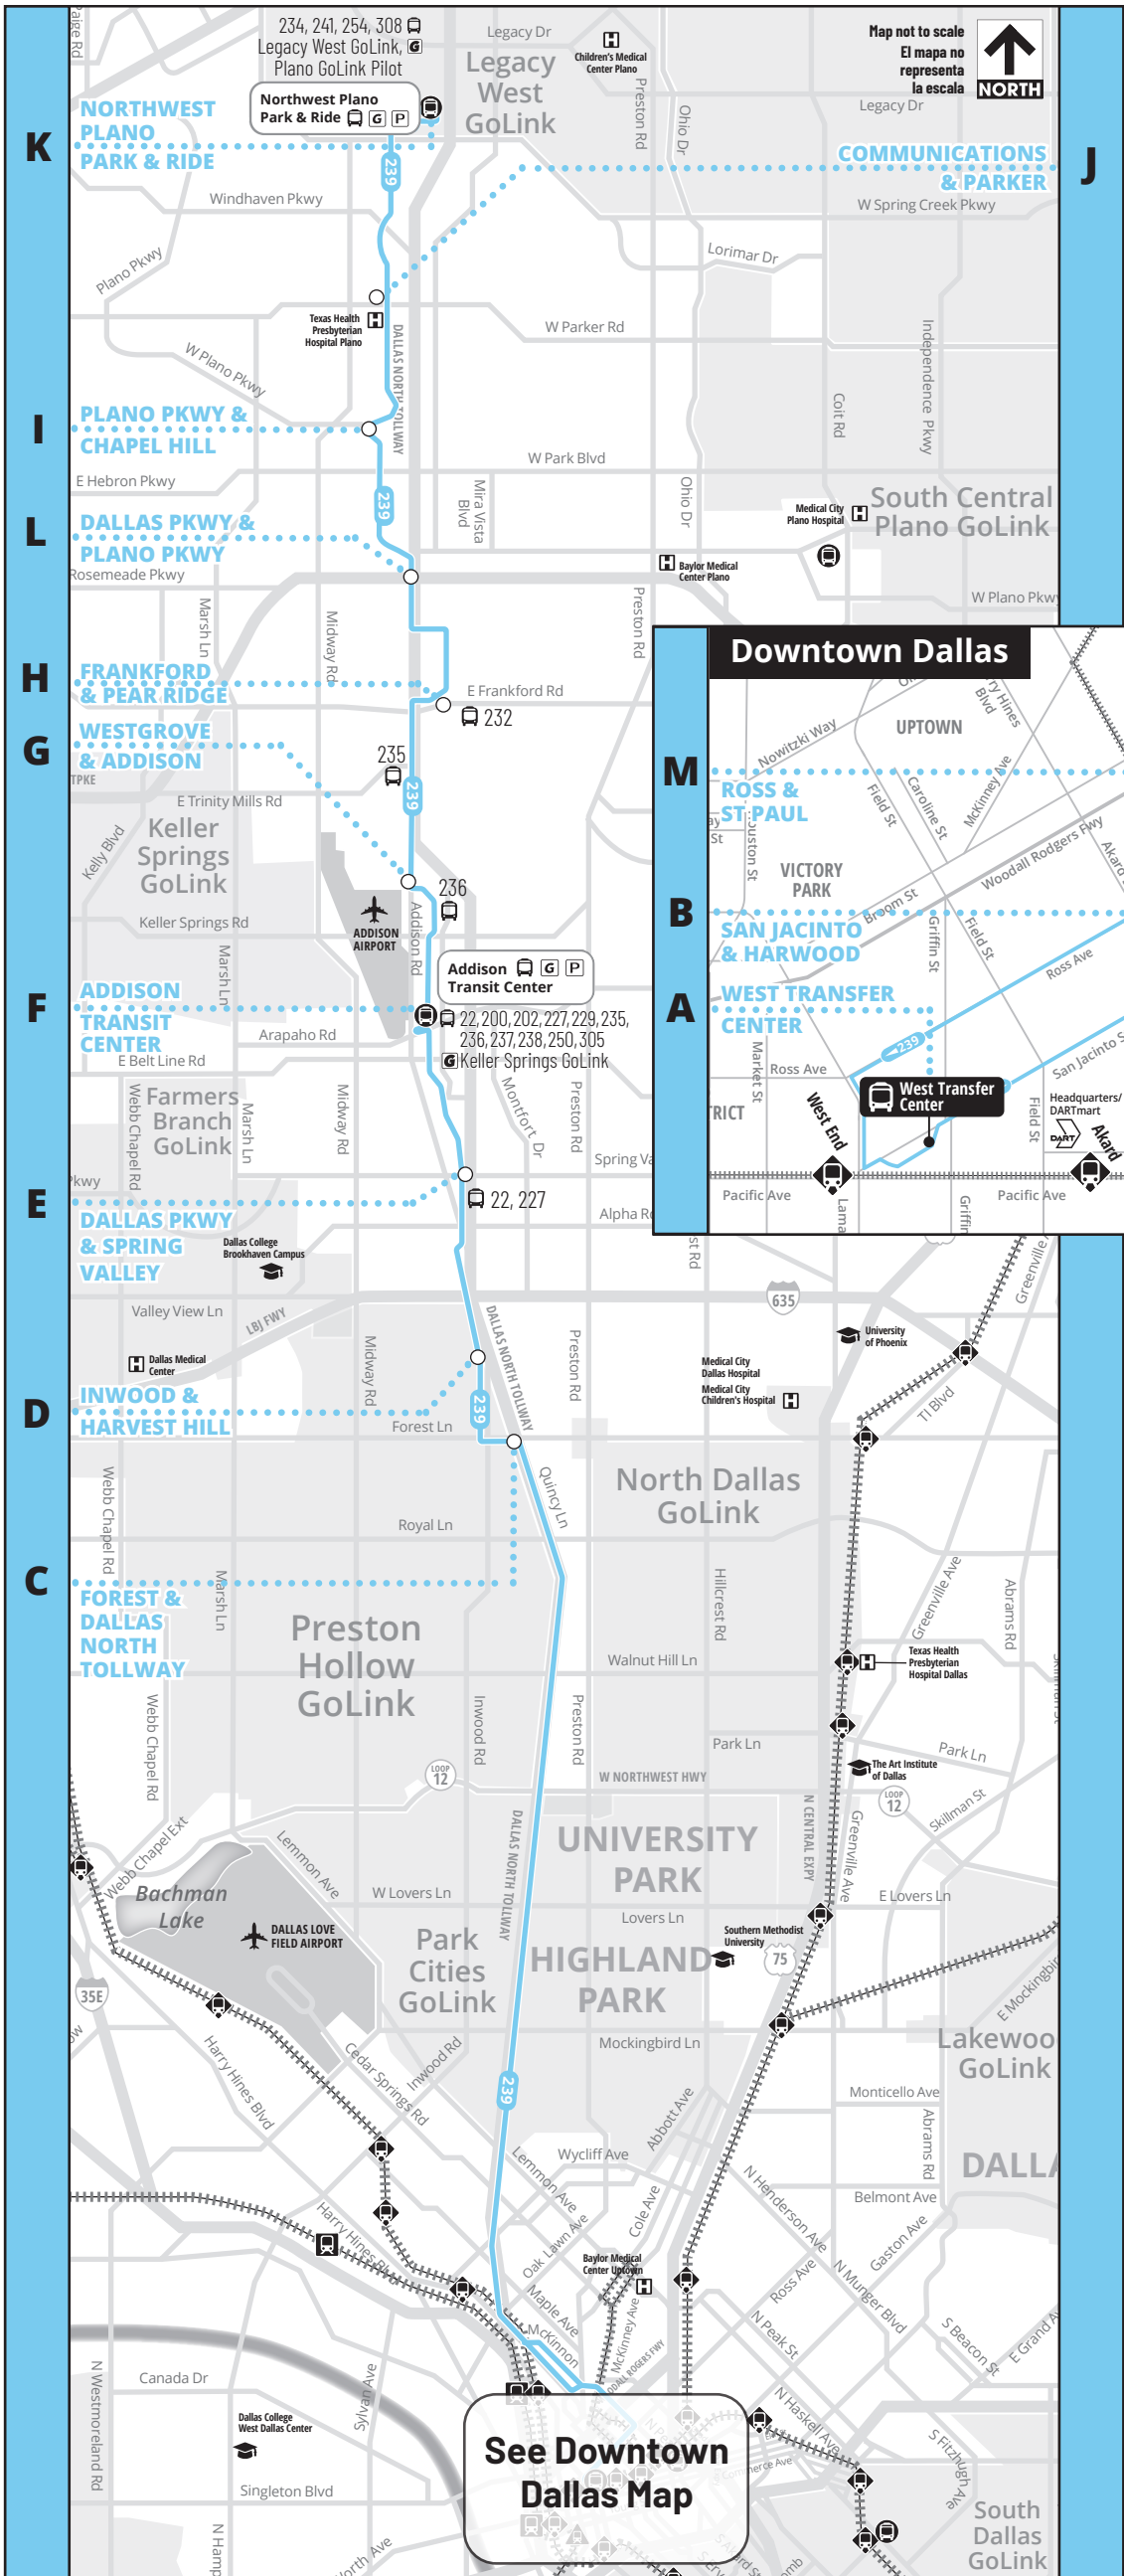 234, 241, 254, 308
Legacy West GoLink, G
Plano GoLink Pilot
Northwest Plano
Park & Ride G P
Legacy Dr
Legacy
West
GoLink
Children's Medical
Center Plano
Preston Rd
Ohio Dr
Map not to scale
El mapa no
representa
la escala
NORTH
Legacy Dr
K
NORTHWEST
PLANO
PARK & RIDE
239
COMMUNICATIONS
& PARKER
J
Windhaven Pkwy
W Spring Creek Pkwy
Plano Pkwy
Lorimar Dr
Texas Health
Presbyterian
Hospital Plano
DALLAS NORTH TOLLWAY
W Parker Rd
Independence Pkwy
W Plano Pkwy
Coit Rd
I
PLANO PKWY &
CHAPEL HILL
W Park Blvd
E Hebron Pkwy
239
Mira Vista
Blvd
Ohio Dr
South Central
Plano GoLink
Medical City
Plano Hospital
L
DALLAS PKWY &
PLANO PKWY
Rosemeade Pkwy
Baylor Medical
Center Plano
W Plano Pkwy
Marsh Ln
Midway Rd
Preston Rd
H
FRANKFORD
& PEAR RIDGE
E Frankford Rd
232
G
WESTGROVE
& ADDISON
235
TPKE
E Trinity Mills Rd
239
Kelly Blvd
Keller
Springs
GoLink
236
Keller Springs Rd
ADDISON
AIRPORT
Addison Rd
Marsh Ln
Addison G P
Transit Center
F
ADDISON
TRANSIT
CENTER
22, 200, 202, 227, 229, 235,
236, 237, 238, 250, 305
G Keller Springs GoLink
Arapaho Rd
E Belt Line Rd
Webb Chapel Rd
Farmers
Branch
GoLink
Marsh Ln
Midway Rd
Montfort Dr
Preston Rd
Spring Va
Pkwy
22, 227
Alpha Rd
E
DALLAS PKWY
& SPRING
VALLEY
Dallas College
Brookhaven Campus
Downtown Dallas
UPTOWN
Nowitzki Way
M
ROSS &
ST PAUL
Field St
Caroline St
McKinney Ave
Woodall Rodgers Fwy
VICTORY
PARK
Broom St
B
SAN JACINTO
& HARWOOD
Griffin St
Field St
Ross Ave
A
WEST TRANSFER
CENTER
239
San Jacinto S
Market St
Ross Ave
West Transfer
Center
TRICT
West End
Field St
Headquarters/
DARTmart
DART
Akard
Pacific Ave
Lama
Griffin
Pacific Ave
st Rd
Greenville
635
Valley View Ln
LBJ FWY
University
of Phoenix
Dallas Medical
Center
Midway Rd
DALLAS NORTH TOLLWAY
Preston Rd
Medical City
Dallas Hospital
Medical City
Children's Hospital
D
INWOOD &
HARVEST HILL
239
TI Blvd
Forest Ln
Quincy Ln
North Dallas
GoLink
Webb Chapel Rd
Royal Ln
C
FOREST &
DALLAS
NORTH
TOLLWAY
Marsh Ln
Hillcrest Rd
Greenville Ave
Abrams Rd
Preston
Hollow
GoLink
Walnut Hill Ln
Texas Health
Presbyterian
Hospital Dallas
Webb Chapel Rd
Inwood Rd
Preston Rd
Park Ln
Park Ln
LOOP
12
W NORTHWEST HWY
The Art Institute
of Dallas
LOOP
12
Skillman St
DALLAS NORTH TOLLWAY
N CENTRAL EXPY
Greenville Ave
UNIVERSITY
PARK
Webb Chapel Ext
Lemmon Ave
Bachman
Lake
W Lovers Ln
E Lovers Ln
Lovers Ln
DALLAS LOVE
FIELD AIRPORT
Park
Cities
GoLink
HIGHLAND
PARK
Southern Methodist
University
75
35E
E Mockingbir
Mockingbird Ln
Lakewoo
GoLink
Harry Hines Blvd
Cedar Springs Rd
Inwood Rd
239
Monticello Ave
Abbott Ave
Abrams Rd
Wycliff Ave
Lemmon Ave
DALLA
N Henderson Ave
Belmont Ave
Harry Hines Blvd
Oak Lawn Ave
Cole Ave
Gaston Ave
Baylor Medical
Center Uptown
Ross Ave
N Munger Blvd
Maple Ave
McKinnon
McKinney Ave
N Peak St
S Beacon St
E Grand Av
Canada Dr
N Westmoreland Rd
Sylvan Ave
Dallas College
West Dallas Center
See Downtown
Dallas Map
N Haskell Ave
Commerce Ave
S Fitzhugh Ave
Singleton Blvd
N Hamp
orth Ave
South
Dallas
GoLink